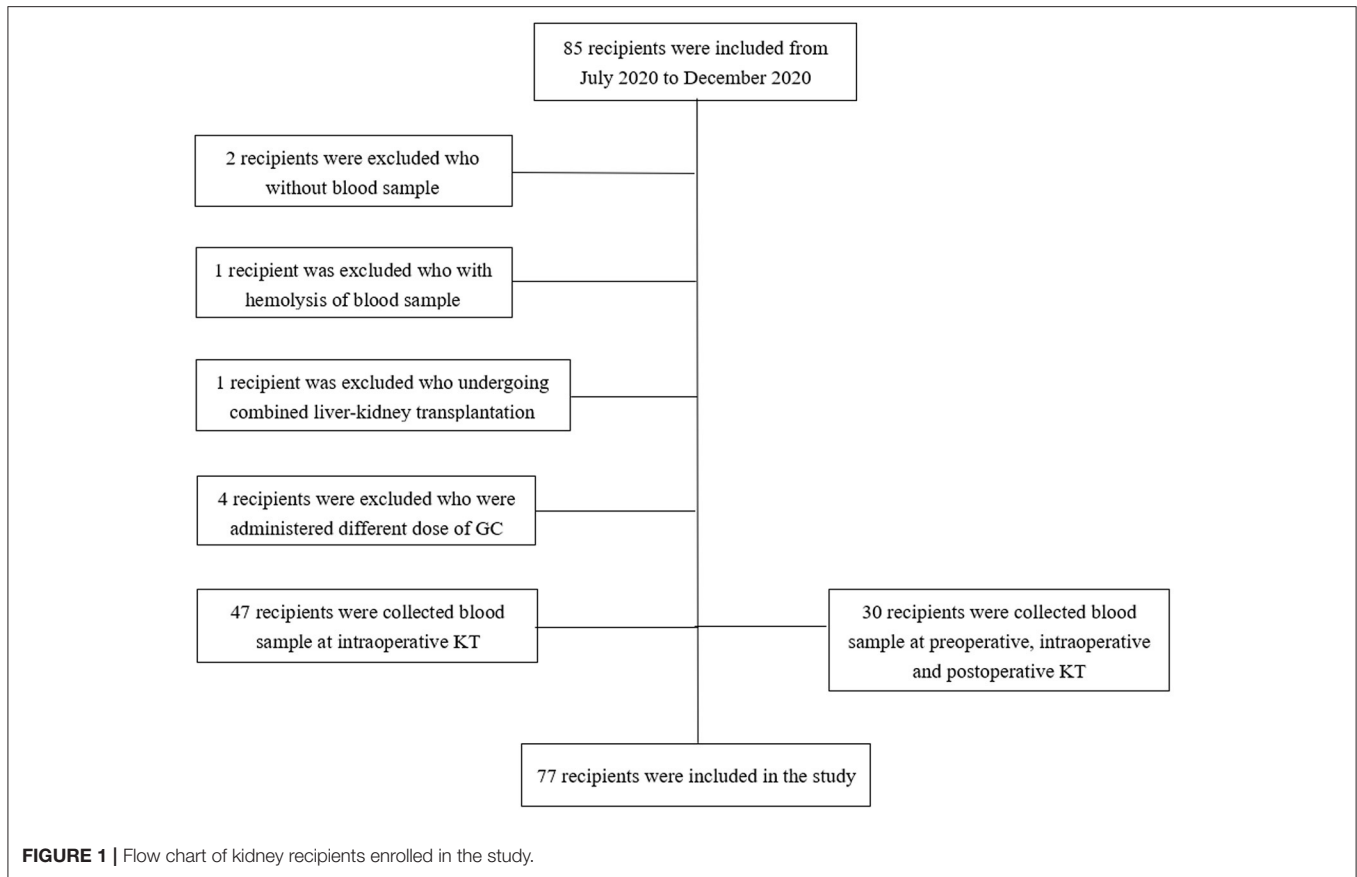 85 recipients were included from
July 2020 to December 2020
2 recipients were excluded who
without blood sample
1 recipient was excluded who with
hemolysis of blood sample
1 recipient was excluded who undergoing
combined liver-kidney transplantation
4 recipients were excluded who were
administered different dose of GC
47 recipients were collected blood
sample at intraoperative KT
30 recipients were collected blood
sample at preoperative, intraoperative
and postoperative KT
77 recipients were included in the study
FIGURE 1 | Flow chart of kidney recipients enrolled in the study.